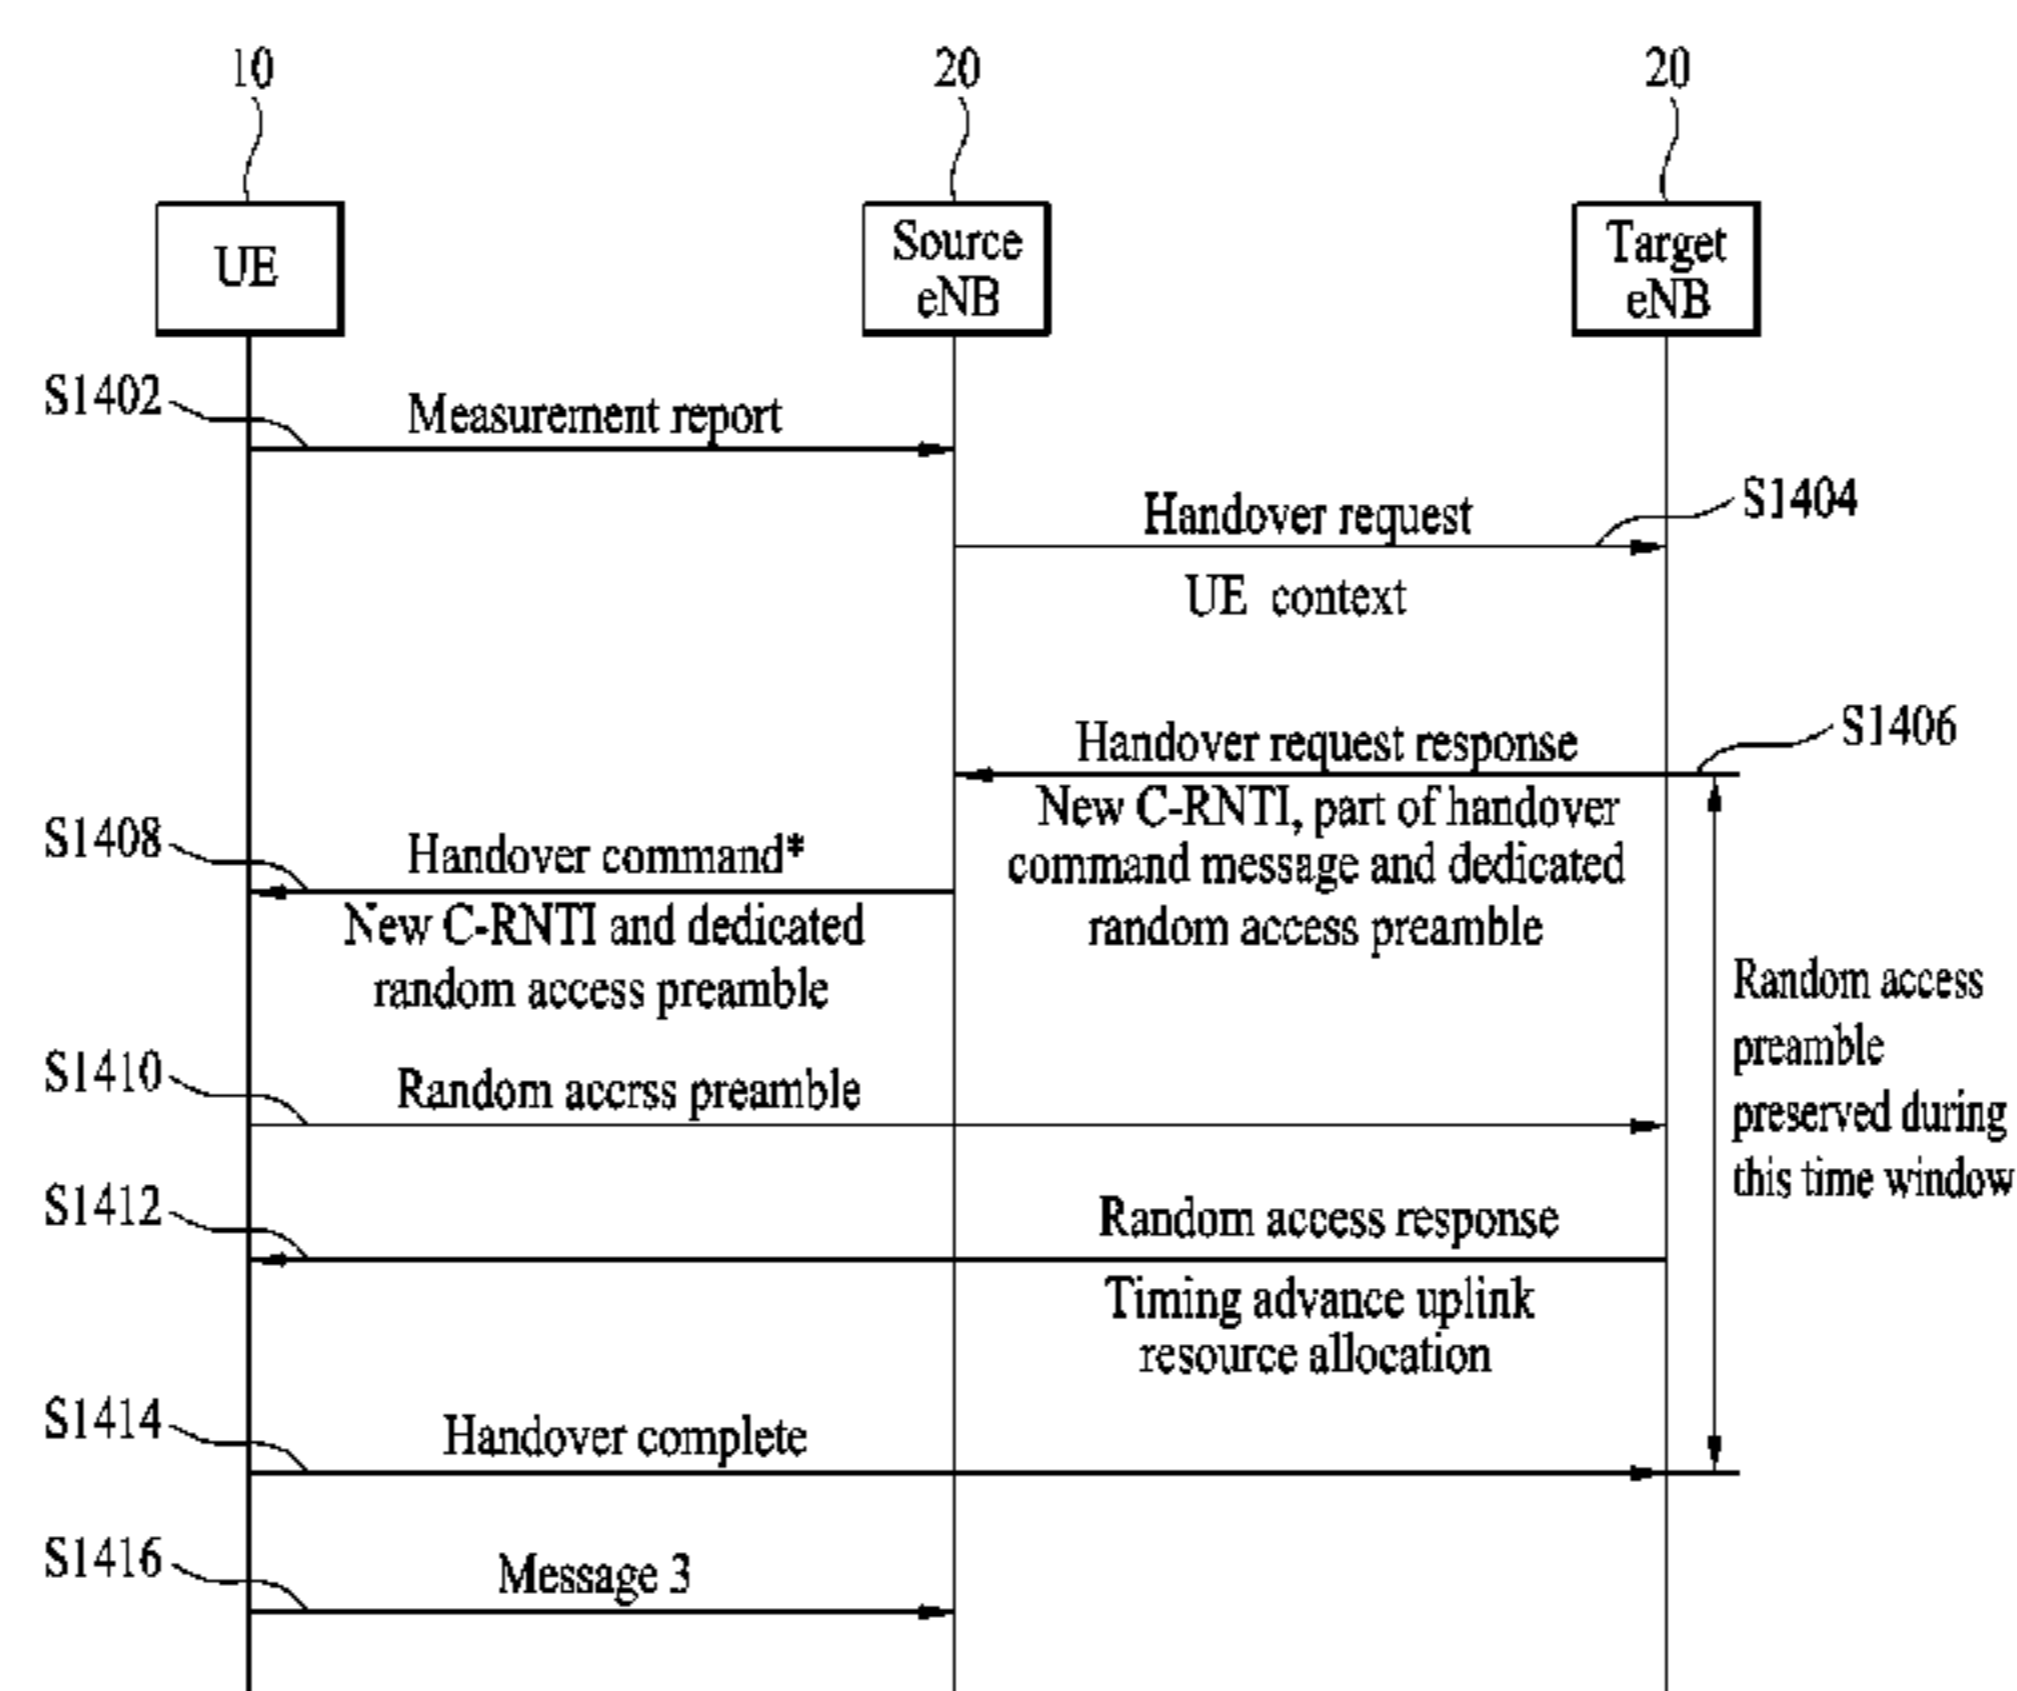 10
20
20
UE
Source
eNB
Target
eNB
S1402
Measurement report
Handover request
S1404
UE context
Handover request response
S1406
New C-RNTI, part of handover
command message and dedicated
random access preamble
S1408
Handover command*
New C-RNTI and dedicated
random access preamble
Random access
preamble
preserved during
this time window
S1410
Random accrss preamble
S1412
Random access response
Timing advance uplink
resource allocation
S1414
Handover complete
S1416
Message 3